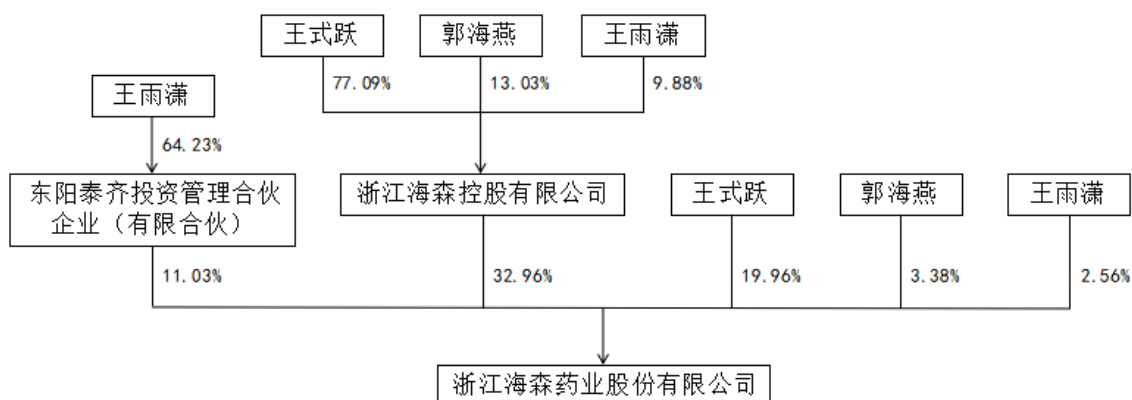 王式跃
郭海燕
王雨潇
77.09%
13.03%
9.88%
王雨潇
64.23%
东阳泰齐投资管理合伙
企业（有限合伙）
浙江海森控股有限公司
王式跃
郭海燕
王雨潇
11.03%
32.96%
19.96%
3.38%
2.56%
浙江海森药业股份有限公司